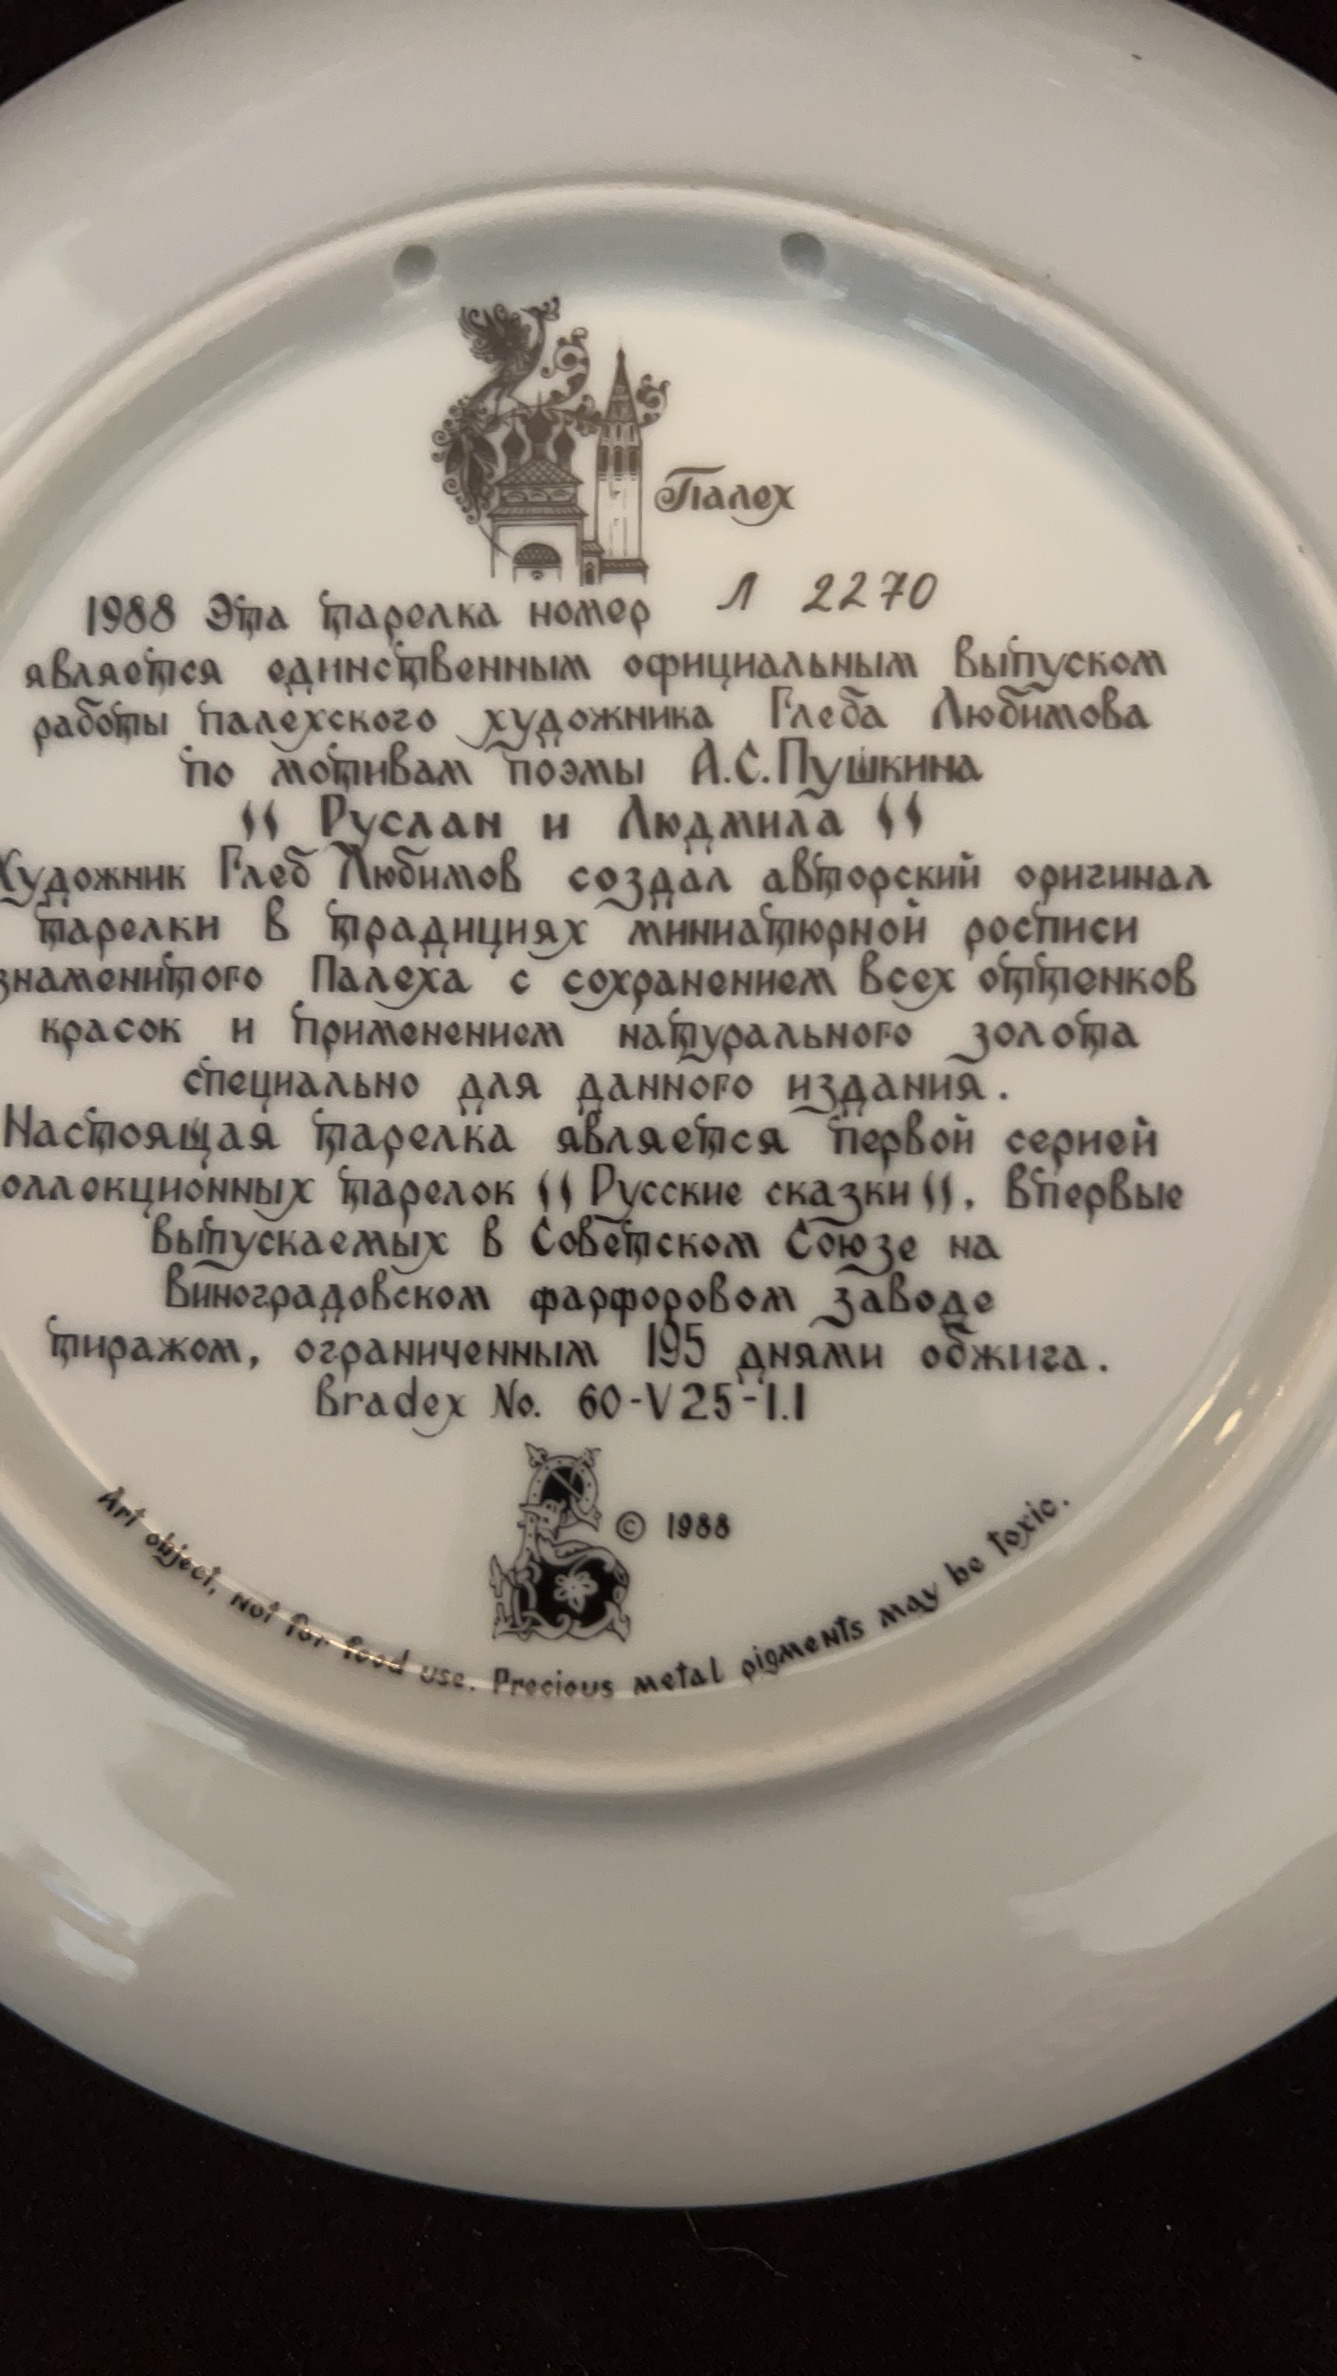 Палех
1988 Эта тарелка номер Л 2270
является единственным официальным выпуском
работы палехского художника Глеба Любимова
по мотивам поэмы А.С.Пушкина
"Руслан и Людмила"
Художник Глеб Любимов создал авторский оригинал
тарелки в традициях миниатюрной росписи
знаменитого Палеха с сохранением всех оттенков
красок и применением натурального золота
специально для данного издания.
Настоящая тарелка является первой серией
оллекционных тарелок "Русские сказки", впервые
выпускаемых в Советском Союзе на
Виноградовском фарфоровом заводе
тиражом, ограниченным 195 днями обжига.
Bradex No. 60-V25-1.1
© 1988
Art object. Not for food use. Precious metal pigments may be toxic.